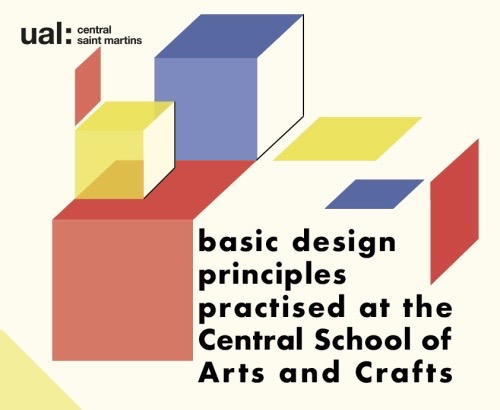 ual: central
saint martins
basic design
principles
practised at the
Central School of
Arts and Crafts